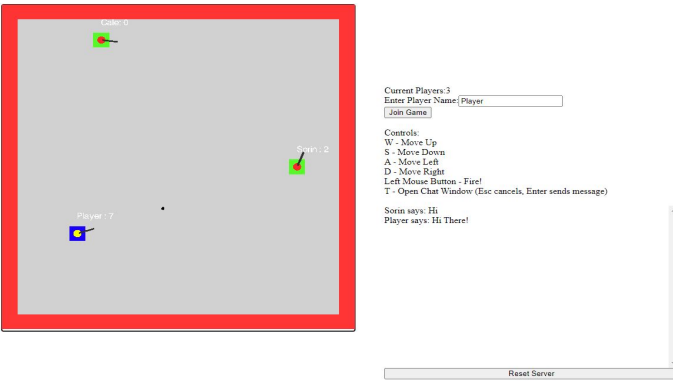 Calin: 0
Sorin : 2
Player : 7
Current Players:3
Enter Player Name: Player
Join Game
Controls:
W - Move Up
S - Move Down
A - Move Left
D - Move Right
Left Mouse Button - Fire!
T - Open Chat Window (Esc cancels, Enter sends message)
Sorin says: Hi
Player says: Hi There!
Reset Server